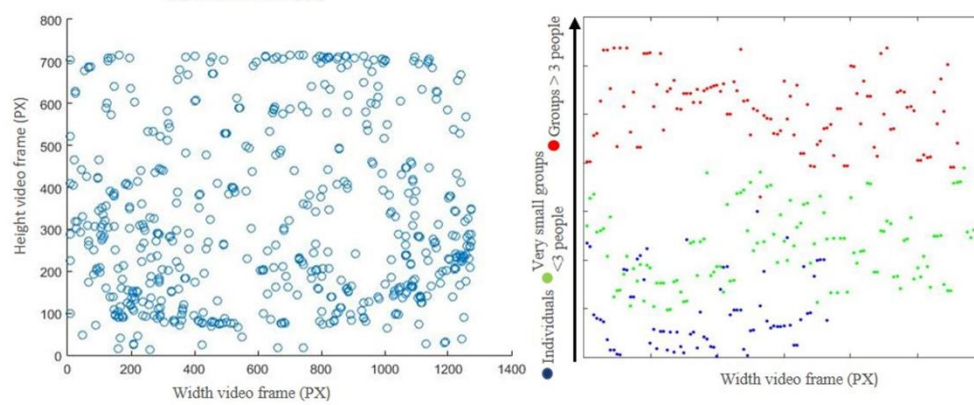 800
700
600
500
400
300
200
100
0
Height video frame (PX)
0 200 400 600 800 1000 1200 1400
Width video frame (PX)
Individuals Very small groups Groups > 3 people
<3 people
Width video frame (PX)